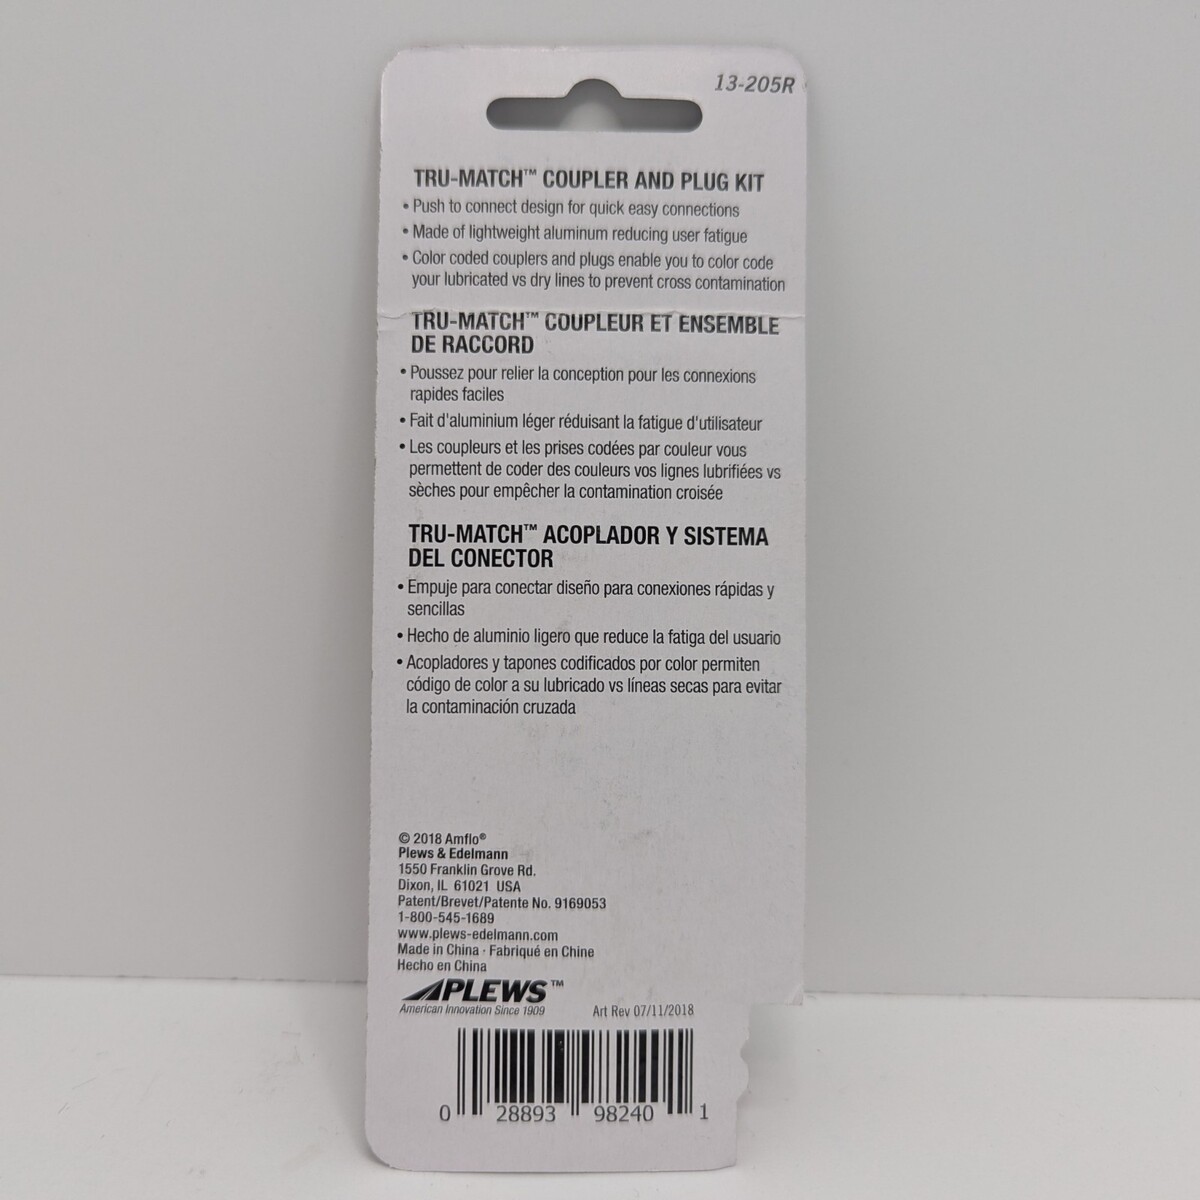 13-205R
TRU-MATCH™ COUPLER AND PLUG KIT
• Push to connect design for quick easy connections
• Made of lightweight aluminum reducing user fatigue
• Color coded couplers and plugs enable you to color code
your lubricated vs dry lines to prevent cross contamination
TRU-MATCH™ COUPLEUR ET ENSEMBLE
DE RACCORD
• Poussez pour relier la conception pour les connexions
rapides faciles
• Fait d'aluminium léger réduisant la fatigue d'utilisateur
• Les coupleurs et les prises codées par couleur vous
permettent de coder des couleurs vos lignes lubrifiées vs
sèches pour empêcher la contamination croisée
TRU-MATCH™ ACOPLADOR Y SISTEMA
DEL CONECTOR
• Empuje para conectar diseño para conexiones rápidas y
sencillas
• Hecho de aluminio ligero que reduce la fatiga del usuario
• Acopladores y tapones codificados por color permiten
código de color a su lubricado vs líneas secas para evitar
la contaminación cruzada
© 2018 Amflo®
Plews & Edelmann
1550 Franklin Grove Rd.
Dixon, IL 61021 USA
Patent/Brevet/Patente No. 9169053
1-800-545-1689
www.plews-edelmann.com
Made in China · Fabriqué en Chine
Hecho en China
PLEWS™
American Innovation Since 1909
Art Rev 07/11/2018
0 28893 98240 1